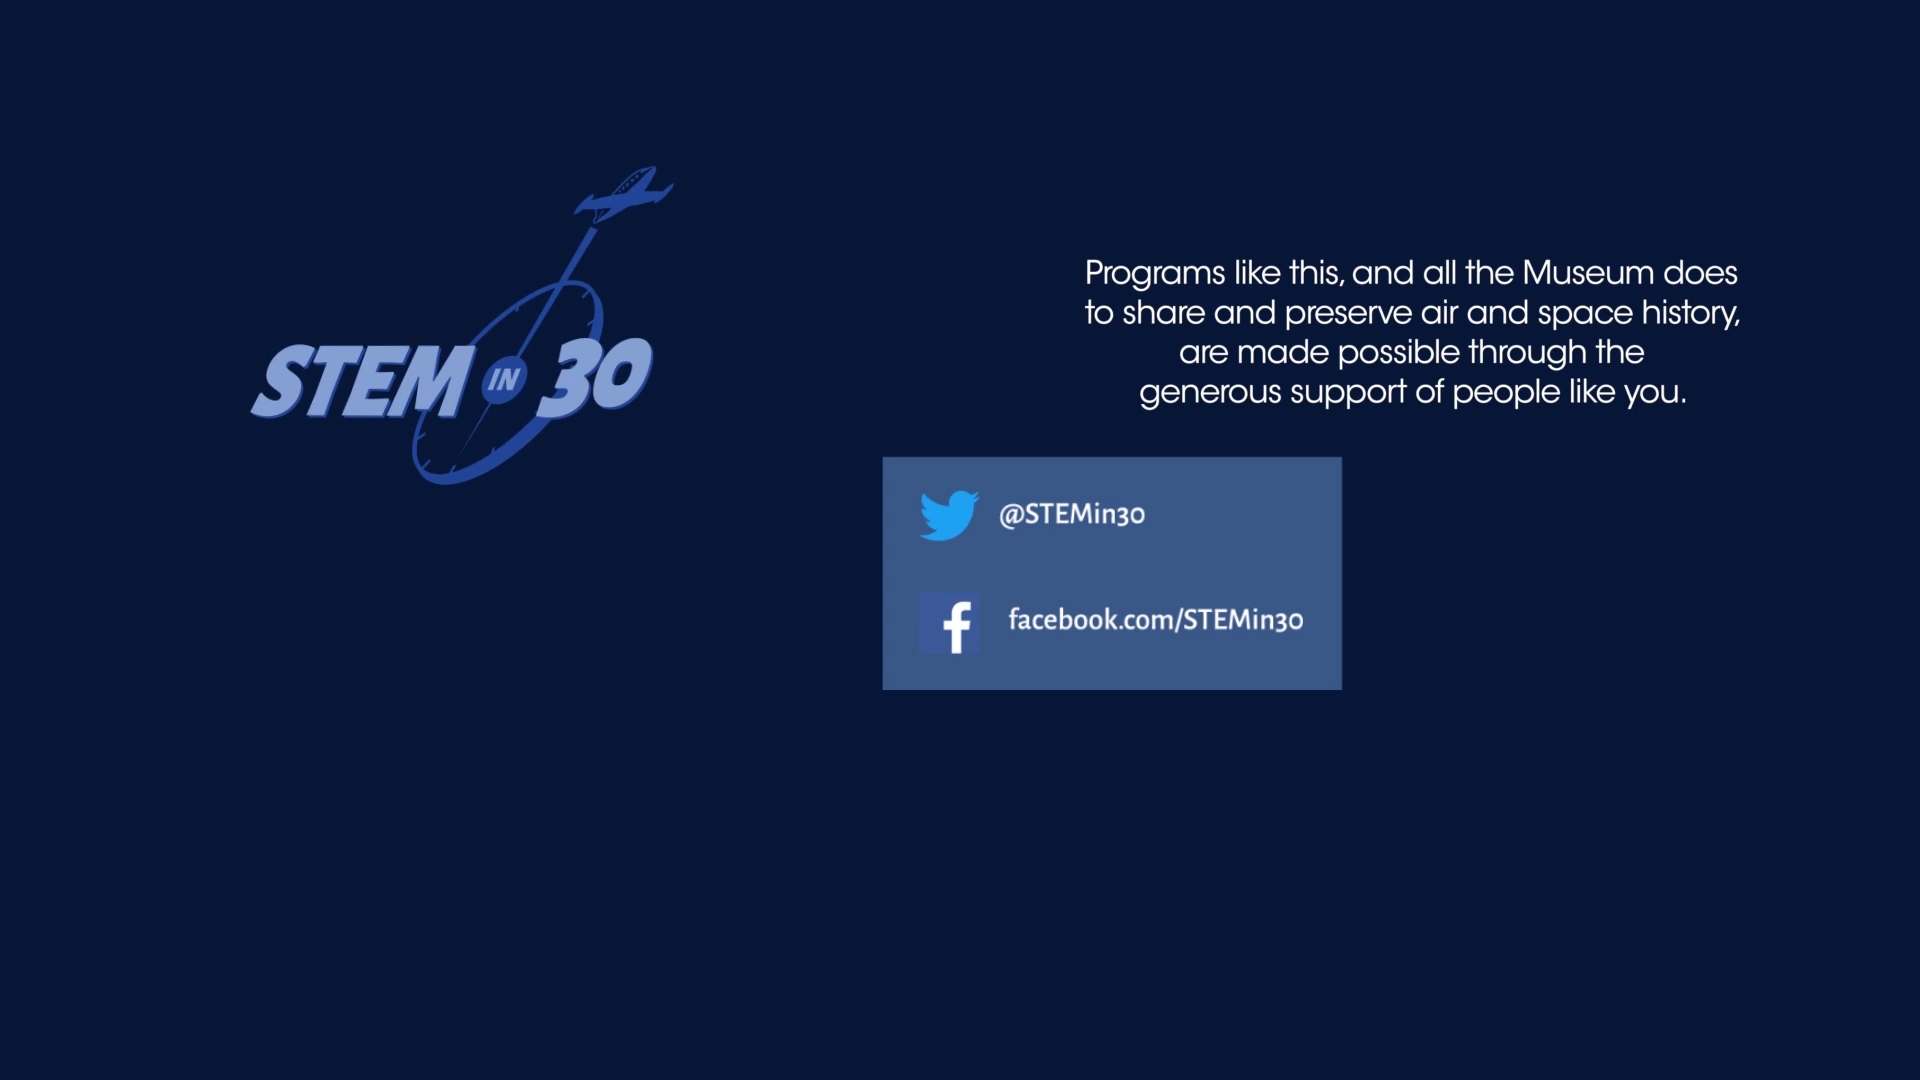 STEM IN 30
Programs like this, and all the Museum does
to share and preserve air and space history,
are made possible through the
generous support of people like you.
@STEMin30
facebook.com/STEMin30